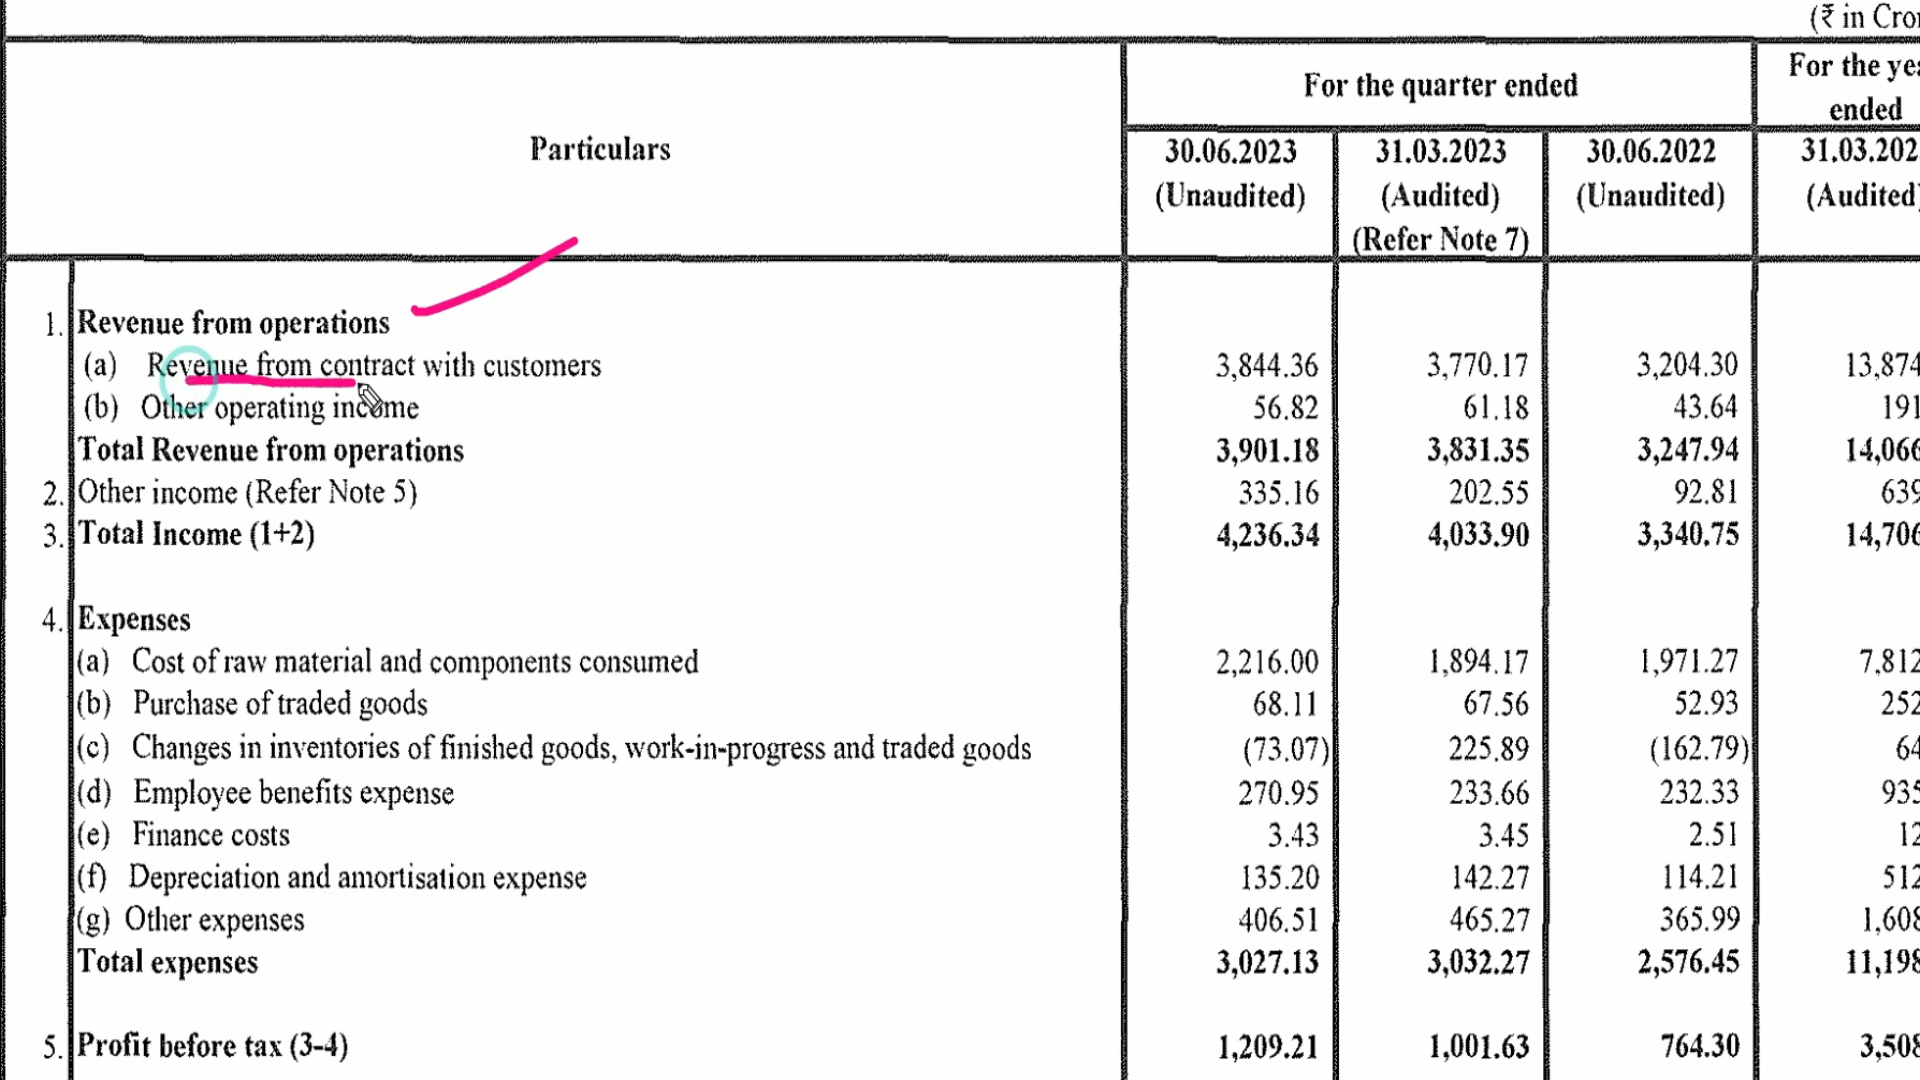 (₹ in Cror
For the quarter ended
For the yea
ended
Particulars
30.06.2023 31.03.2023 30.06.2022 31.03.202
(Unaudited) (Audited) (Unaudited) (Audited)
(Refer Note 7)
1. Revenue from operations
(a) Revenue from contract with customers 3,844.36 3,770.17 3,204.30 13,874
(b) Other operating income 56.82 61.18 43.64 191
Total Revenue from operations 3,901.18 3,831.35 3,247.94 14,066
2. Other income (Refer Note 5) 335.16 202.55 92.81 639
3. Total Income (1+2) 4,236.34 4,033.90 3,340.75 14,706
4. Expenses
(a) Cost of raw material and components consumed 2,216.00 1,894.17 1,971.27 7,812
(b) Purchase of traded goods 68.11 67.56 52.93 252
(c) Changes in inventories of finished goods, work-in-progress and traded goods (73.07) 225.89 (162.79) 64
(d) Employee benefits expense 270.95 233.66 232.33 935
(e) Finance costs 3.43 3.45 2.51 12
(f) Depreciation and amortisation expense 135.20 142.27 114.21 512
(g) Other expenses 406.51 465.27 365.99 1,608
Total expenses 3,027.13 3,032.27 2,576.45 11,198
5. Profit before tax (3-4) 1,209.21 1,001.63 764.30 3,508